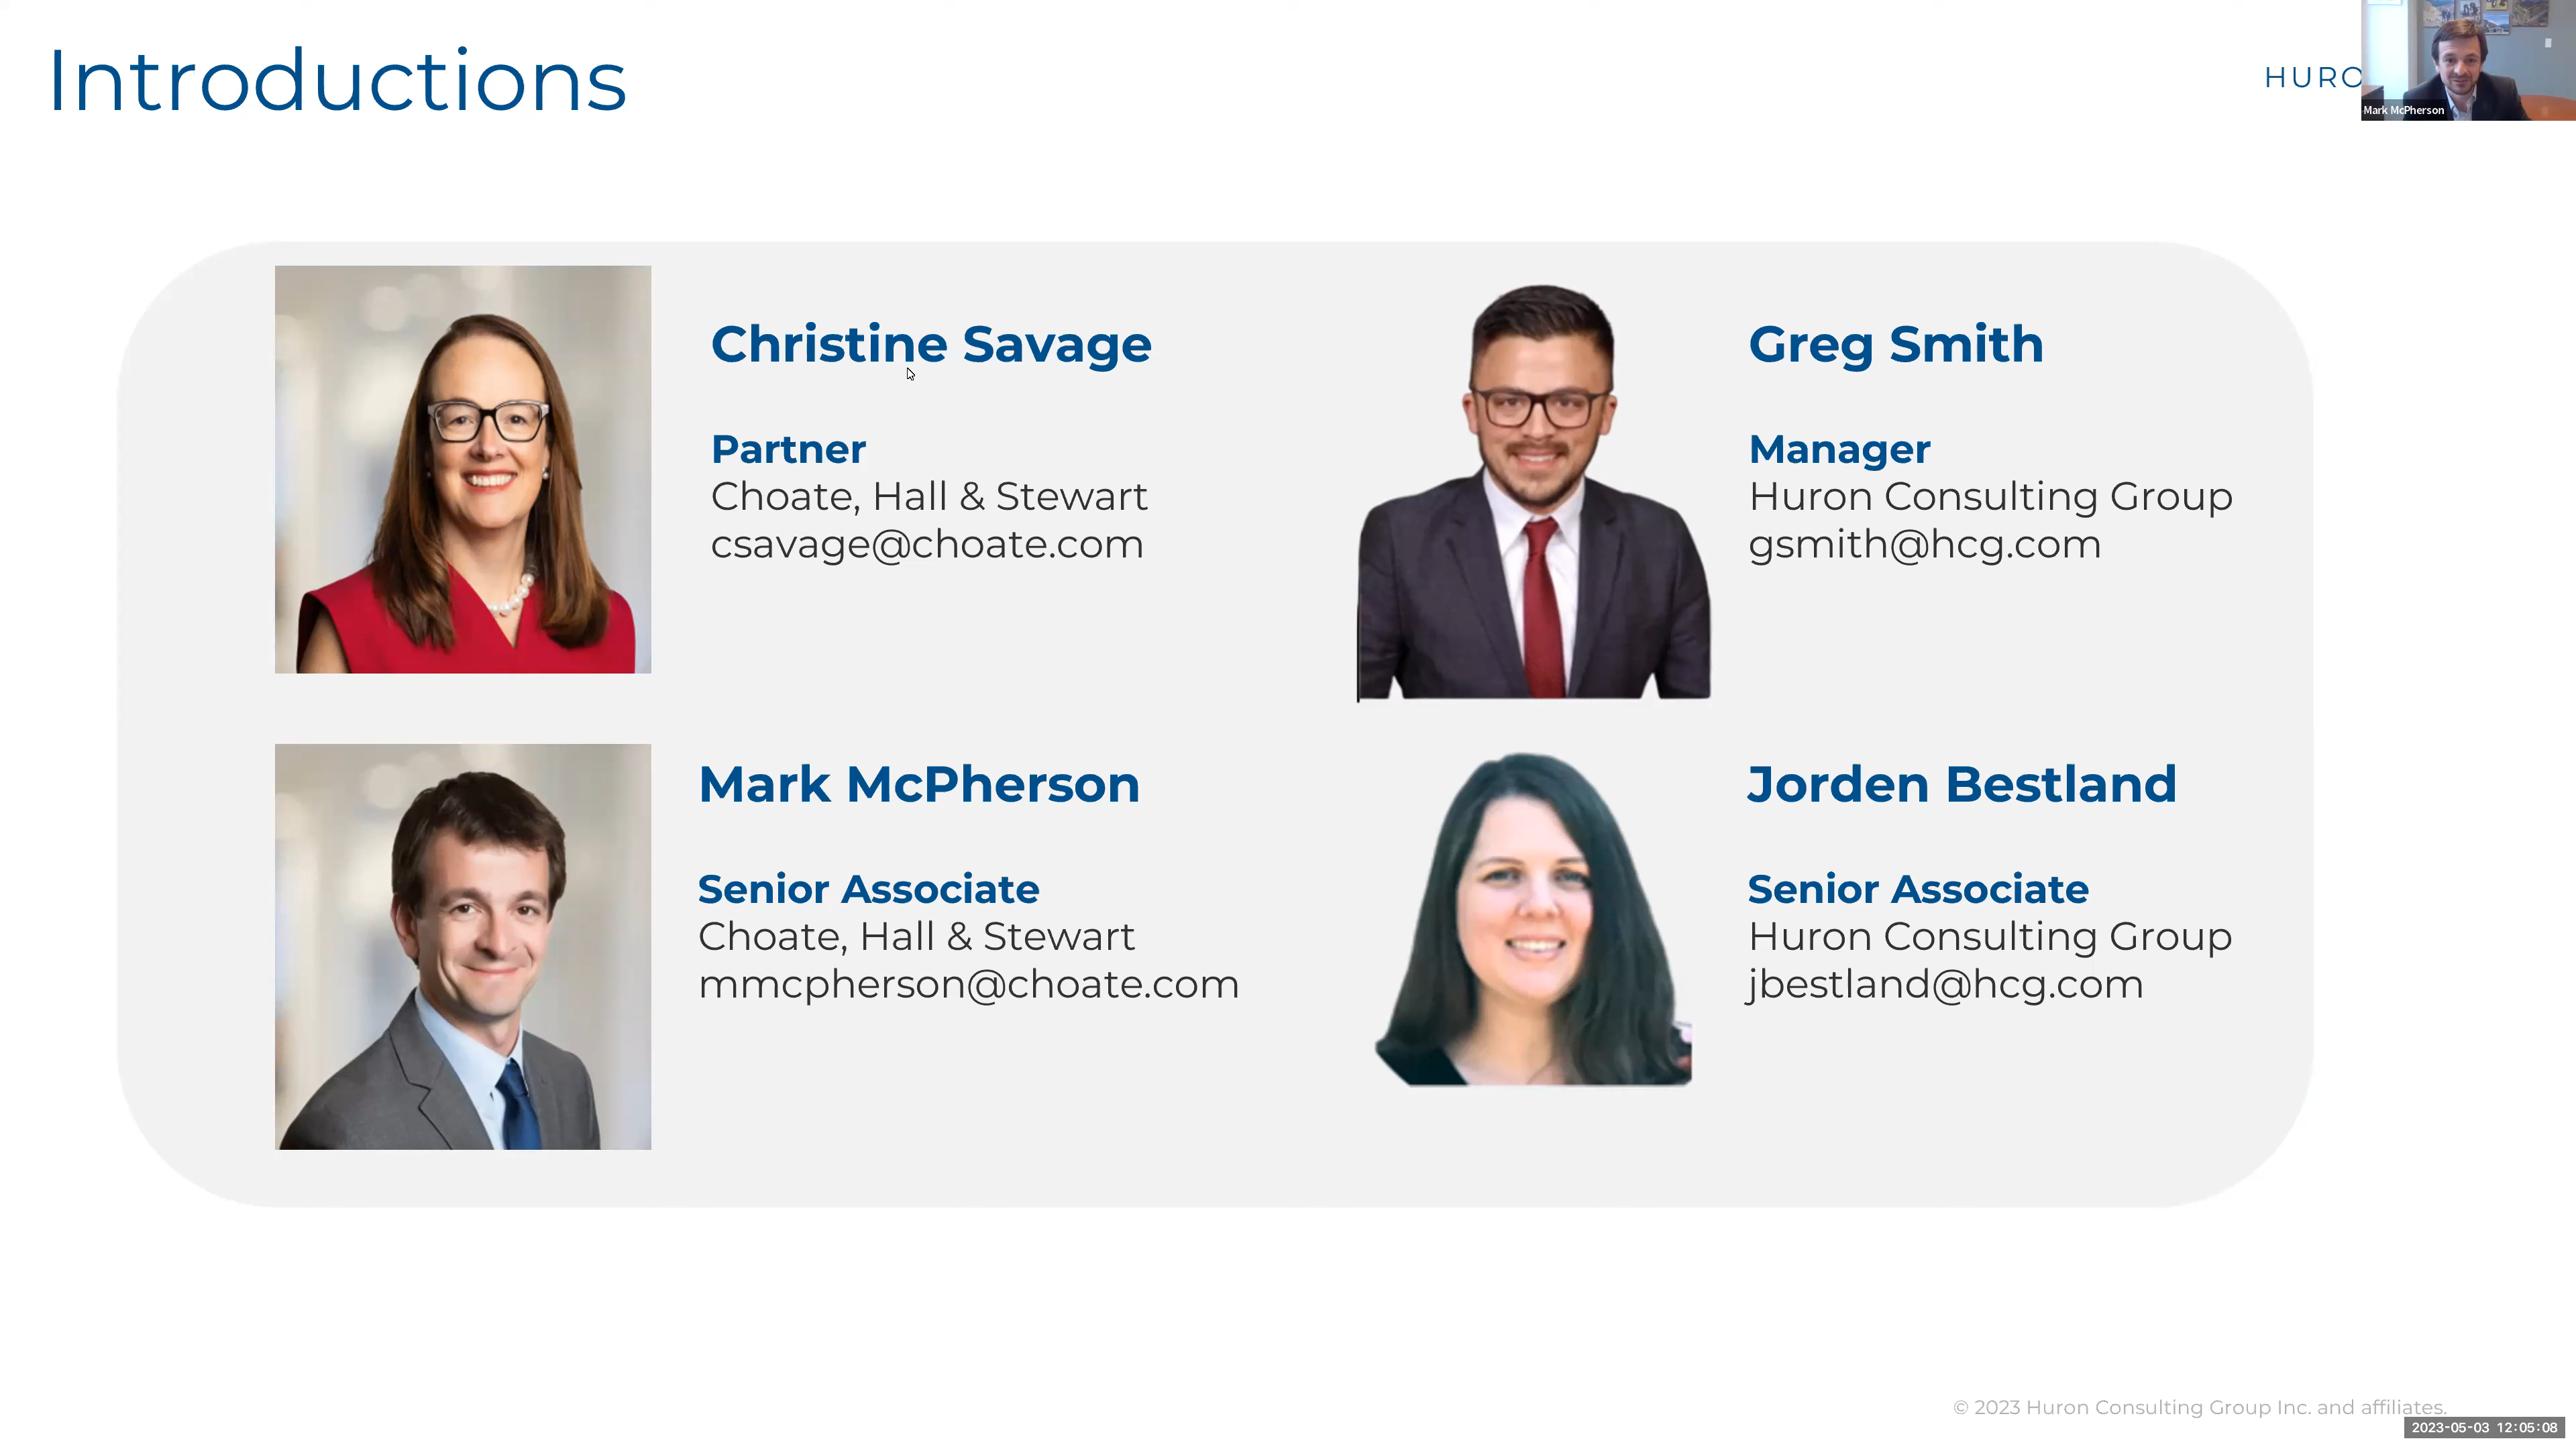 Introductions
HURO
Mark McPherson
Christine Savage
Partner
Choate, Hall & Stewart
csavage@choate.com
Greg Smith
Manager
Huron Consulting Group
gsmith@hcg.com
Mark McPherson
Senior Associate
Choate, Hall & Stewart
mmcpherson@choate.com
Jorden Bestland
Senior Associate
Huron Consulting Group
jbestland@hcg.com
© 2023 Huron Consulting Group Inc. and affiliates.
2023-05-03 12:05:08